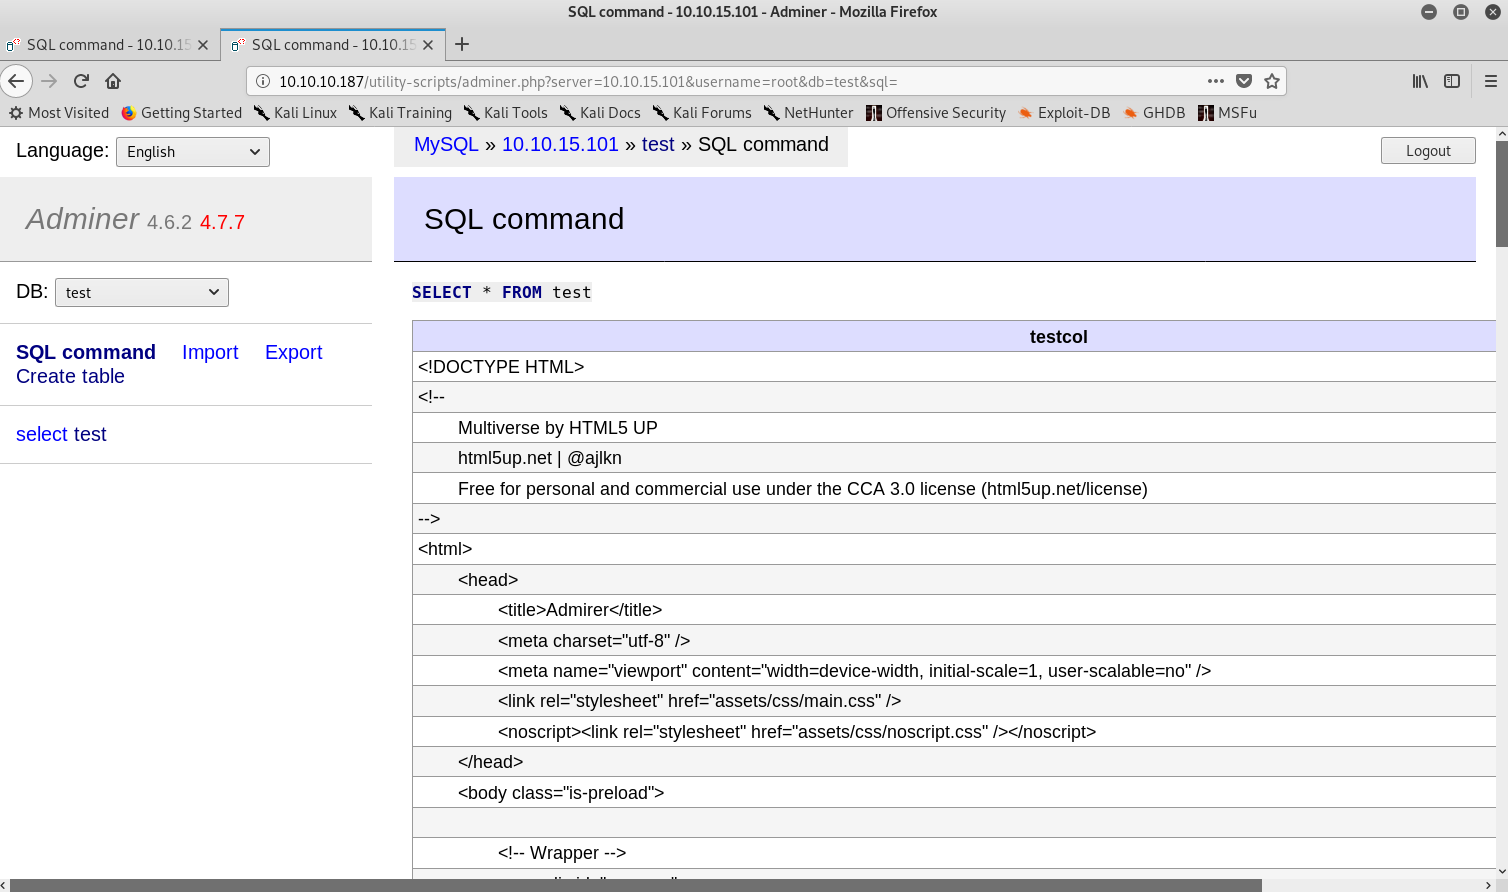 SQL command - 10.10.15.101 - Adminer - Mozilla Firefox
SQL command - 10.10.15
SQL command - 10.10.15
10.10.10.187/utility-scripts/adminer.php?server=10.10.15.101&username=root&db=test&sql=
Most Visited Getting Started Kali Linux Kali Training Kali Tools Kali Docs Kali Forums NetHunter Offensive Security Exploit-DB GHDB MSFu
Language: English
MySQL » 10.10.15.101 » test » SQL command
Logout
Adminer 4.6.2 4.7.7
SQL command
DB: test
SQL command Import Export
Create table
select test
SELECT * FROM test
testcol
<!DOCTYPE HTML>
<!--
Multiverse by HTML5 UP
html5up.net | @ajlkn
Free for personal and commercial use under the CCA 3.0 license (html5up.net/license)
-->
<html>
<head>
<title>Admirer</title>
<meta charset="utf-8" />
<meta name="viewport" content="width=device-width, initial-scale=1, user-scalable=no" />
<link rel="stylesheet" href="assets/css/main.css" />
<noscript><link rel="stylesheet" href="assets/css/noscript.css" /></noscript>
</head>
<body class="is-preload">
<!-- Wrapper -->